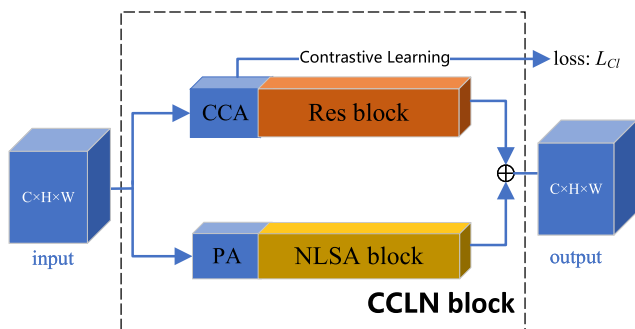 Contrastive Learning
loss: L_Cl
CCA
Res block
C×H×W
C×H×W
input
PA
NLSA block
output
CCLN block